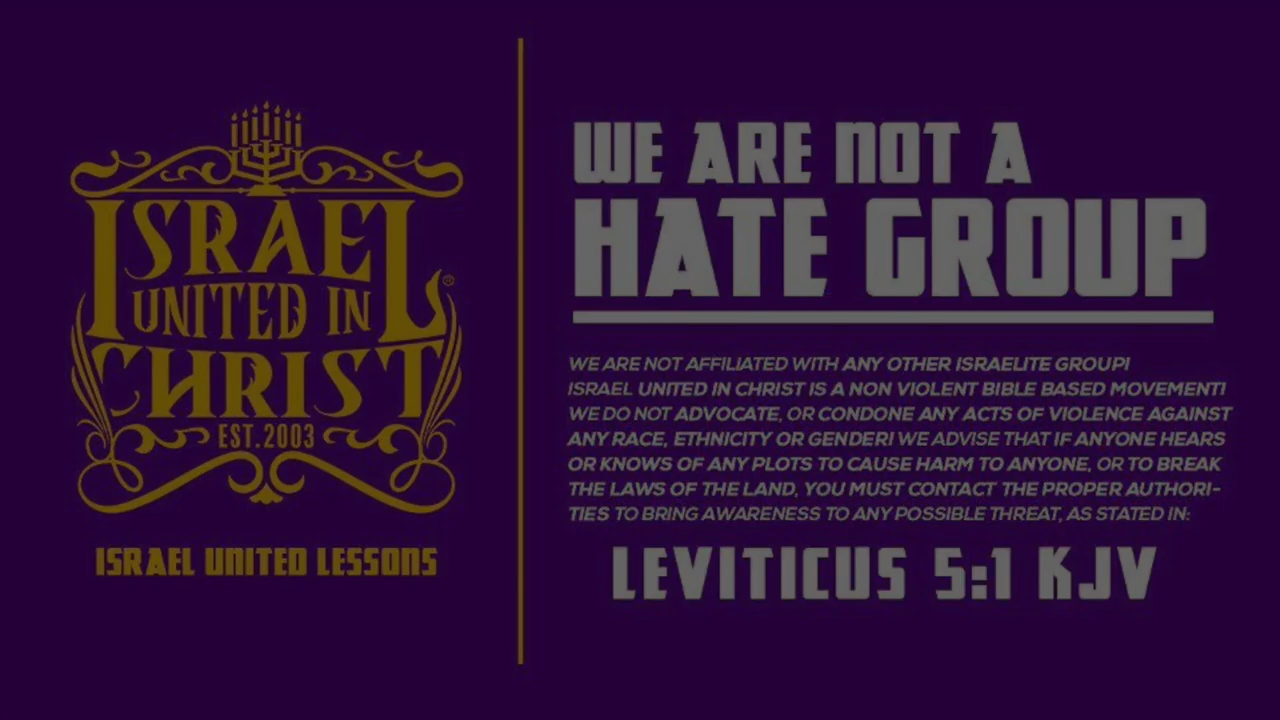 ISRAEL
UNITED IN
CHRIST
EST.2003
ISRAEL UNITED LESSONS
WE ARE NOT A
HATE GROUP
WE ARE NOT AFFILIATED WITH ANY OTHER ISRAELITE GROUP!
ISRAEL UNITED IN CHRIST IS A NON VIOLENT BIBLE BASED MOVEMENT!
WE DO NOT ADVOCATE, OR CONDONE ANY ACTS OF VIOLENCE AGAINST
ANY RACE, ETHNICITY OR GENDER! WE ADVISE THAT IF ANYONE HEARS
OR KNOWS OF ANY PLOTS TO CAUSE HARM TO ANYONE, OR TO BREAK
THE LAWS OF THE LAND, YOU MUST CONTACT THE PROPER AUTHORI-
TIES TO BRING AWARENESS TO ANY POSSIBLE THREAT, AS STATED IN:
LEVITICUS 5:1 KJV